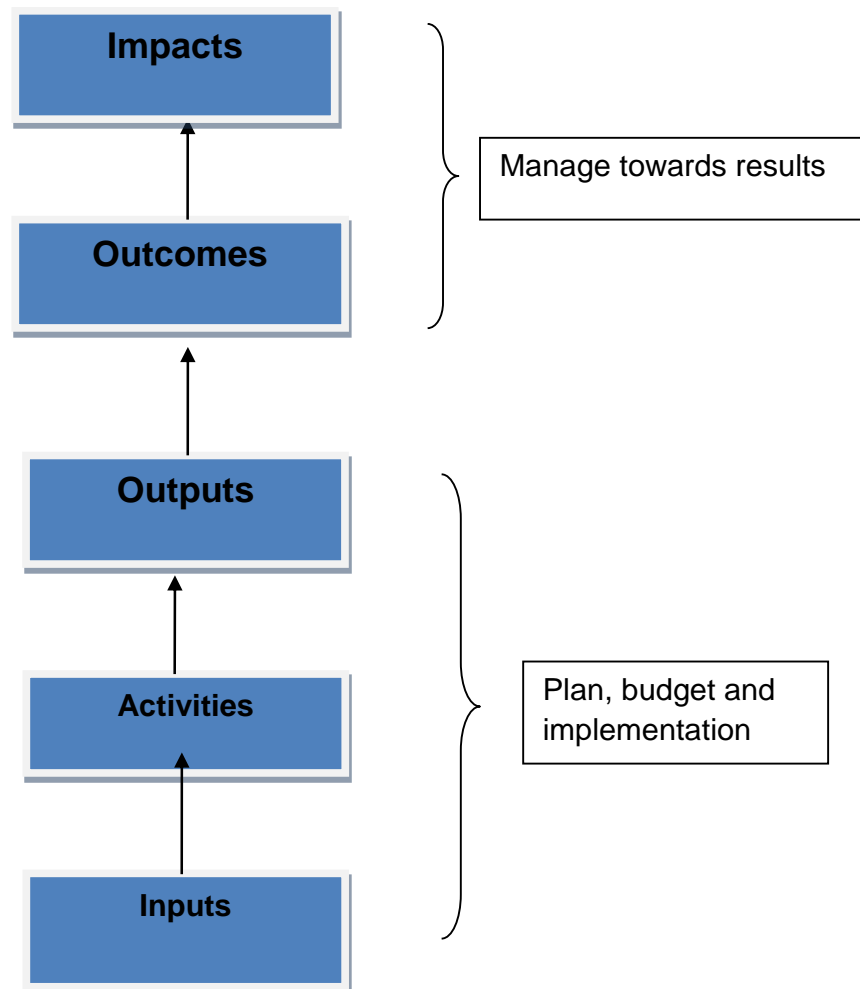 Impacts
Manage towards results
Outcomes
Outputs
Activities
Plan, budget and
implementation
Inputs